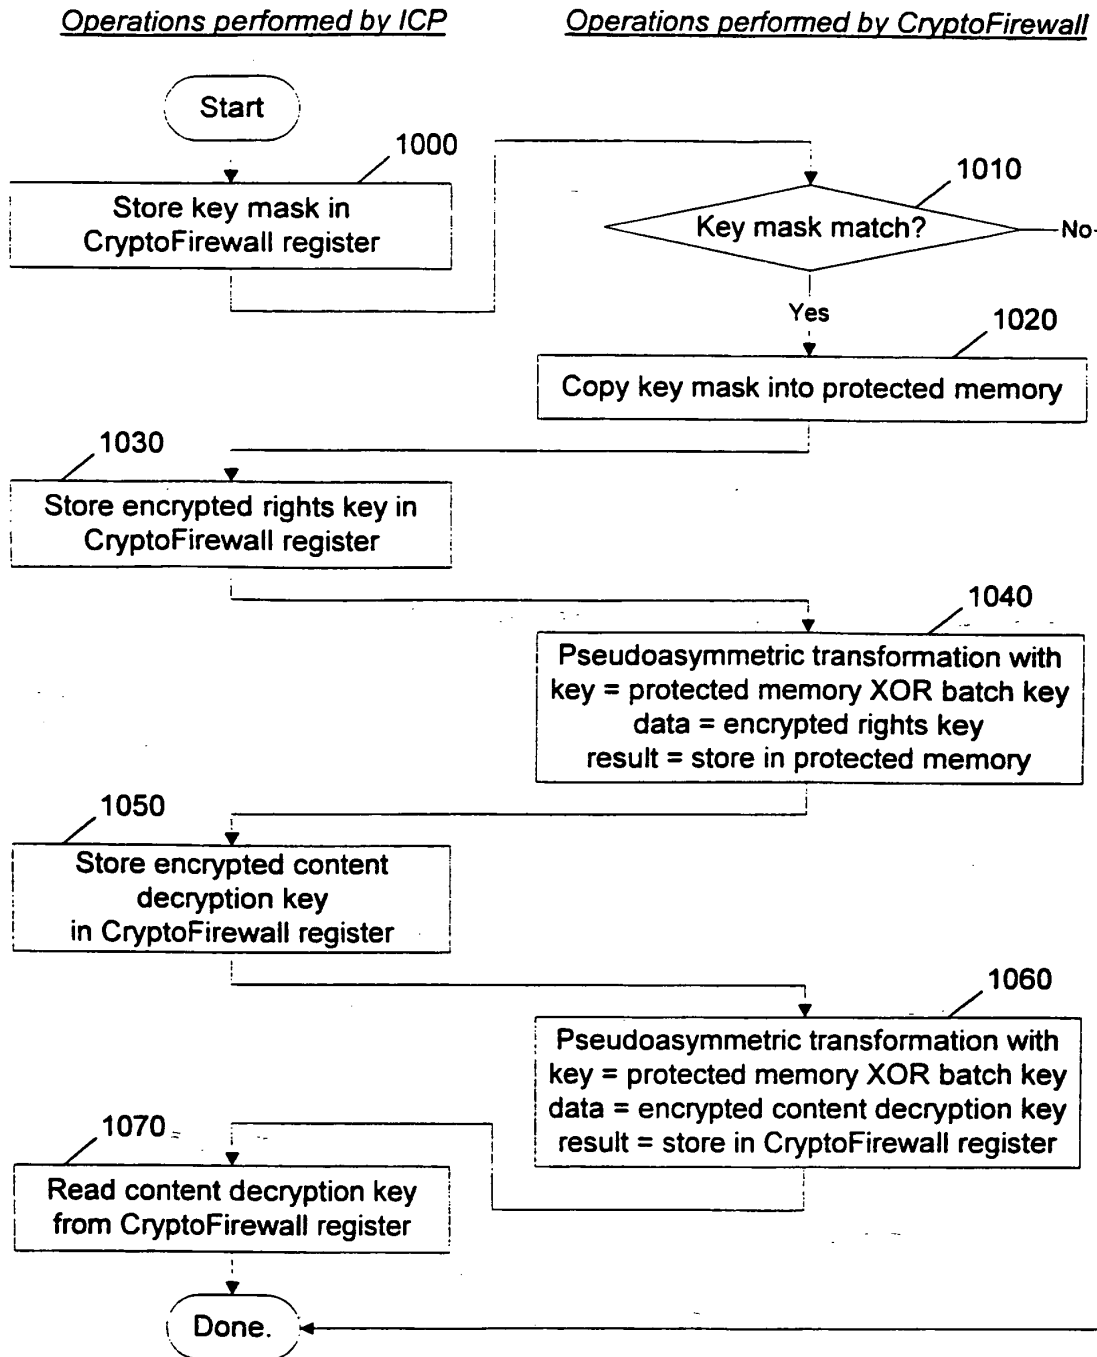 Operations performed by ICP
Operations performed by CryptoFirewall
Start
1000
Store key mask in
CryptoFirewall register
1010
Key mask match?
No
Yes
1020
Copy key mask into protected memory
1030
Store encrypted rights key in
CryptoFirewall register
1040
Pseudoasymmetric transformation with
key = protected memory XOR batch key
data = encrypted rights key
result = store in protected memory
1050
Store encrypted content
decryption key
in CryptoFirewall register
1060
Pseudoasymmetric transformation with
key = protected memory XOR batch key
data = encrypted content decryption key
result = store in CryptoFirewall register
1070
Read content decryption key
from CryptoFirewall register
Done.